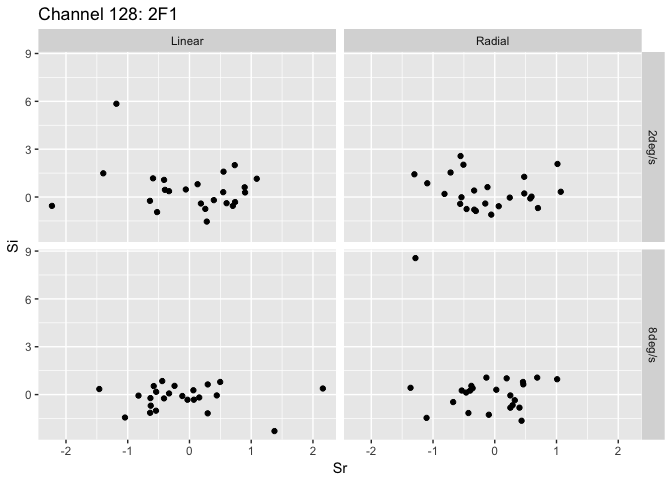 Channel 128: 2F1
Linear
Radial
9
6
3
0
2deg/s
Si
9
6
3
0
8deg/s
-2 -1 0 1 2 -2 -1 0 1 2
Sr